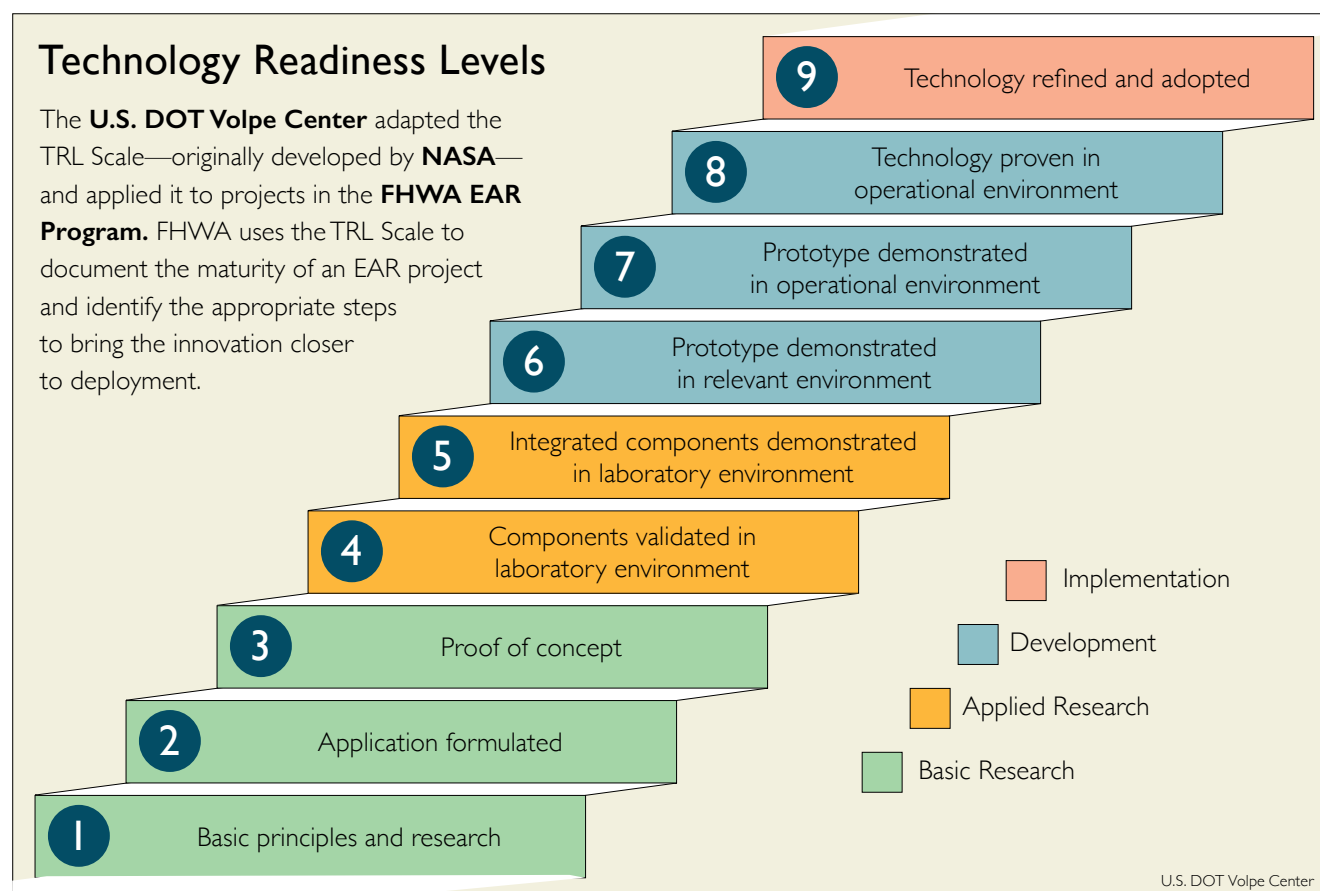 Technology Readiness Levels
The U.S. DOT Volpe Center adapted the
TRL Scale—originally developed by NASA—
and applied it to projects in the FHWA EAR
Program. FHWA uses the TRL Scale to
document the maturity of an EAR project
and identify the appropriate steps
to bring the innovation closer
to deployment.
9
Technology refined and adopted
8
Technology proven in
operational environment
7
Prototype demonstrated
in operational environment
6
Prototype demonstrated
in relevant environment
5
Integrated components demonstrated
in laboratory environment
4
Components validated in
laboratory environment
3
Proof of concept
2
Application formulated
1
Basic principles and research
Implementation
Development
Applied Research
Basic Research
U.S. DOT Volpe Center